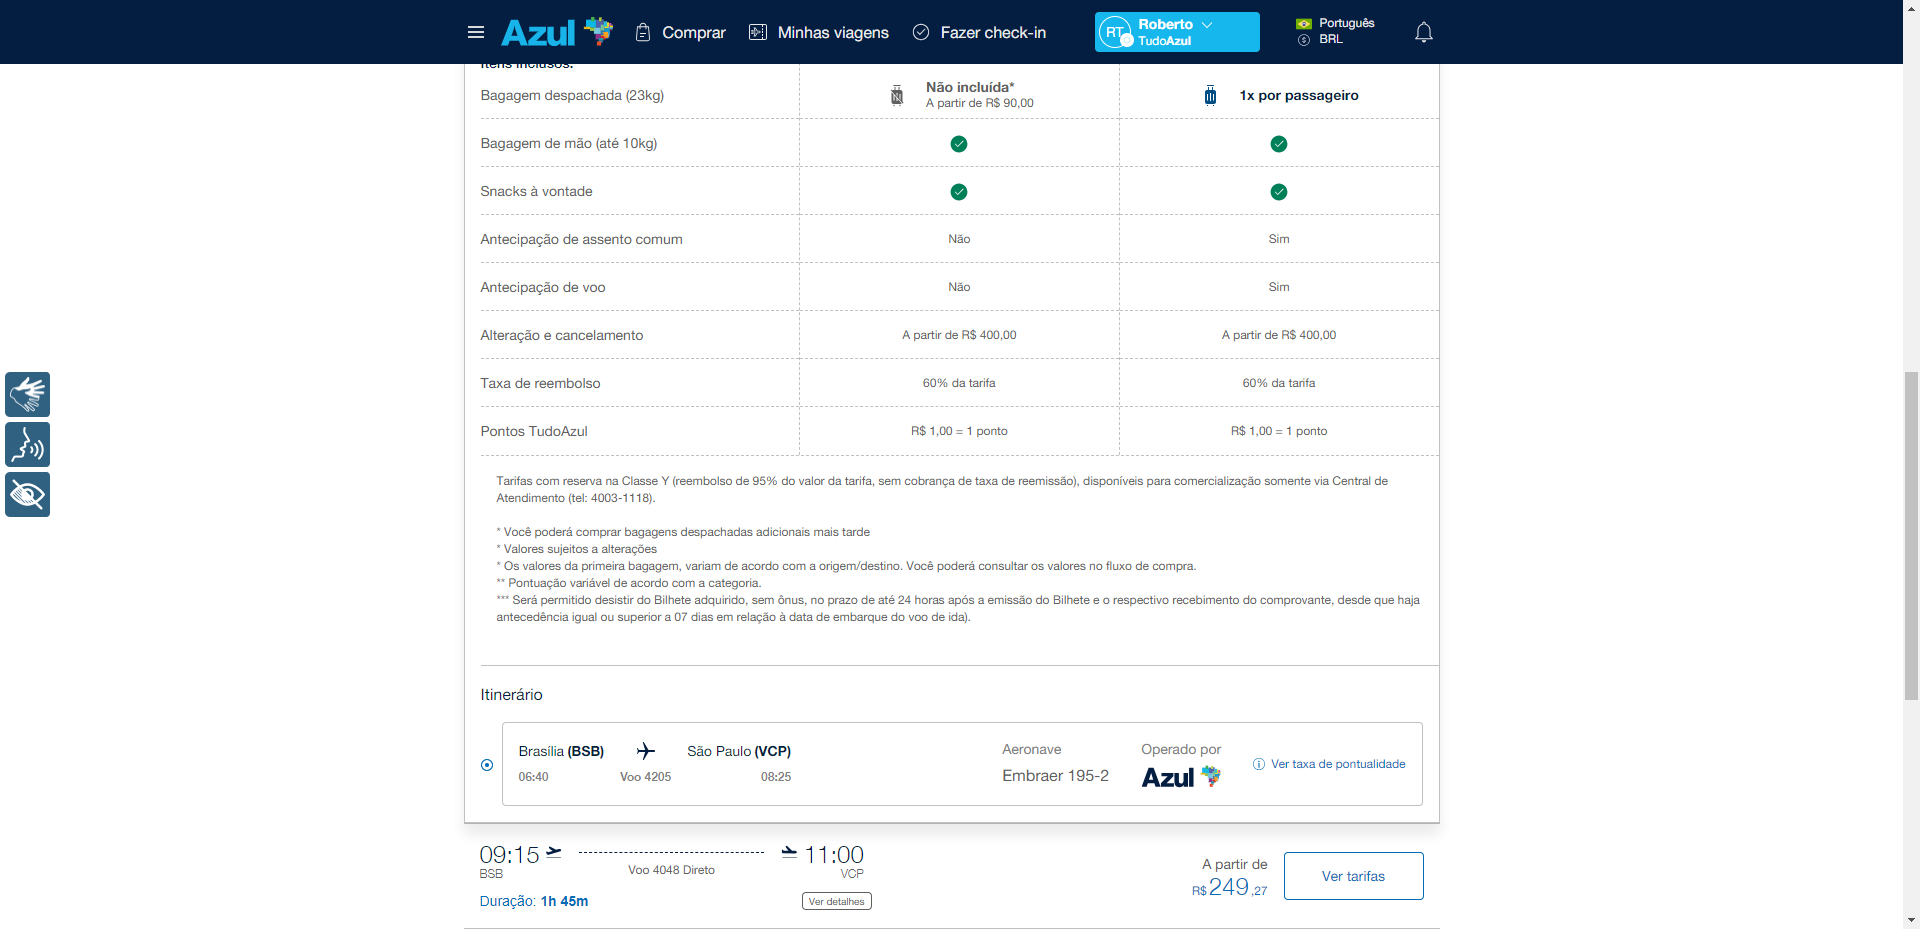 Azul
Comprar
Minhas viagens
Fazer check-in
RT
Roberto
TudoAzul
Português
BRL
Itens inclusos:
Bagagem despachada (23kg)
Não incluída*
A partir de R$ 90,00
1x por passageiro
Bagagem de mão (até 10kg)
Snacks à vontade
Antecipação de assento comum
Não
Sim
Antecipação de voo
Não
Sim
Alteração e cancelamento
A partir de R$ 400,00
A partir de R$ 400,00
Taxa de reembolso
60% da tarifa
60% da tarifa
Pontos TudoAzul
R$ 1,00 = 1 ponto
R$ 1,00 = 1 ponto
Tarifas com reserva na Classe Y (reembolso de 95% do valor da tarifa, sem cobrança de taxa de reemissão), disponíveis para comercialização somente via Central de
Atendimento (tel: 4003-1118).
* Você poderá comprar bagagens despachadas adicionais mais tarde
* Valores sujeitos a alterações
* Os valores da primeira bagagem, variam de acordo com a origem/destino. Você poderá consultar os valores no fluxo de compra.
** Pontuação variável de acordo com a categoria.
*** Será permitido desistir do Bilhete adquirido, sem ônus, no prazo de até 24 horas após a emissão do Bilhete e o respectivo recebimento do comprovante, desde que haja
antecedência igual ou superior a 07 dias em relação à data de embarque do voo de ida).
Itinerário
Brasília (BSB)
São Paulo (VCP)
06:40
Voo 4205
08:25
Aeronave
Embraer 195-2
Operado por
Azul
Ver taxa de pontualidade
09:15
11:00
BSB
Voo 4048 Direto
VCP
Duração: 1h 45m
Ver detalhes
A partir de
R$ 249,27
Ver tarifas